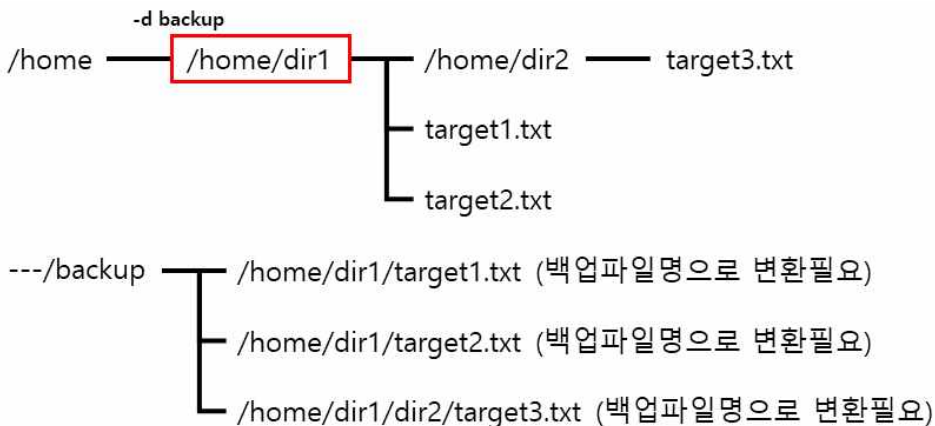 -d backup
/home /home/dir1 /home/dir2 target3.txt
target1.txt
target2.txt
---/backup /home/dir1/target1.txt (백업파일명으로 변환필요)
/home/dir1/target2.txt (백업파일명으로 변환필요)
/home/dir1/dir2/target3.txt (백업파일명으로 변환필요)